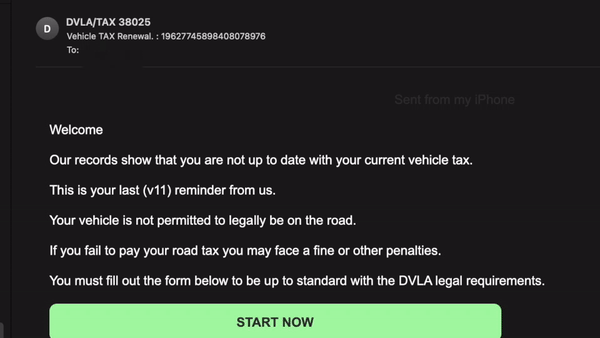 D
DVLA/TAX 38025
Vehicle TAX Renewal. : 19627745898408078976
To:
Sent from my iPhone
Welcome
Our records show that you are not up to date with your current vehicle tax.
This is your last (v11) reminder from us.
Your vehicle is not permitted to legally be on the road.
If you fail to pay your road tax you may face a fine or other penalties.
You must fill out the form below to be up to standard with the DVLA legal requirements.
START NOW